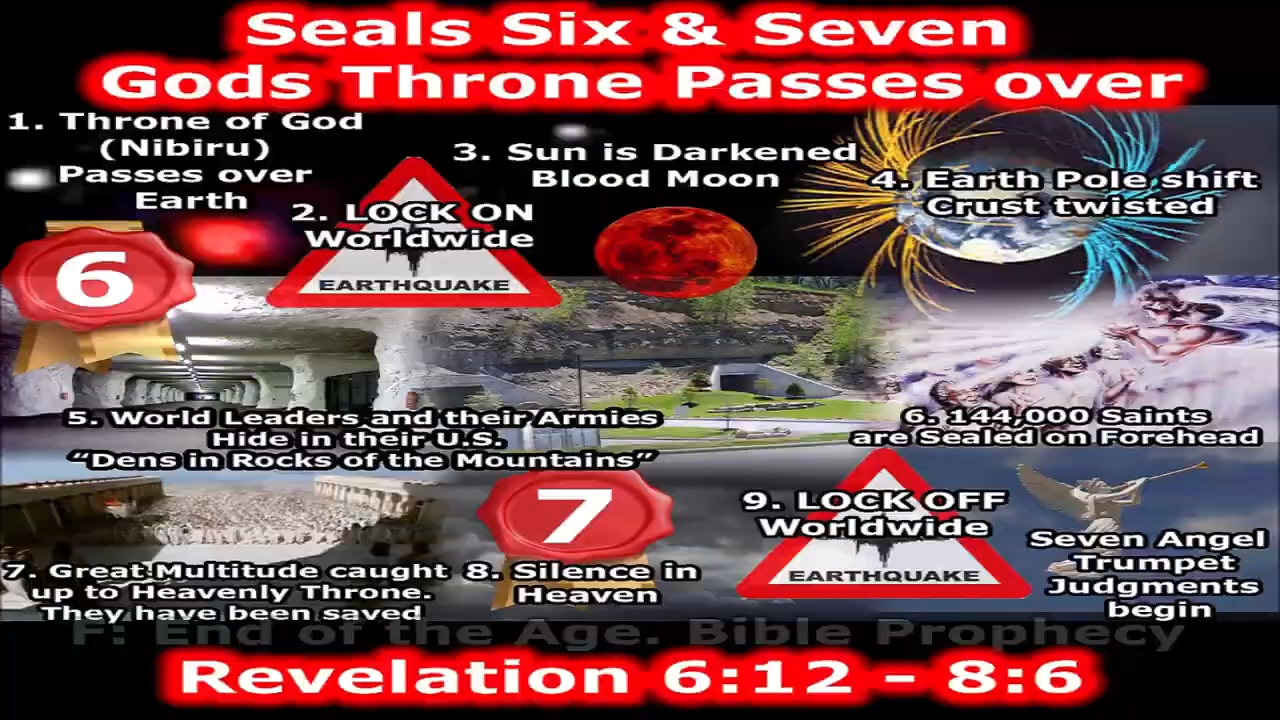 Seals Six & Seven
Gods Throne Passes over
1. Throne of God
(Nibiru)
Passes over
Earth
2. LOCK ON
Worldwide
EARTHQUAKE
3. Sun is Darkened
Blood Moon
4. Earth Pole shift
Crust twisted
6
5. World Leaders and their Armies
Hide in their U.S.
“Dens in Rocks of the Mountains”
6. 144,000 Saints
are Sealed on Forehead
7. Great Multitude caught
up to Heavenly Throne.
They have been saved
7
8. Silence in
Heaven
9. LOCK OFF
Worldwide
EARTHQUAKE
Seven Angel
Trumpet
Judgments
begin
F: End of the Age. Bible Prophecy
Revelation 6:12 – 8:6